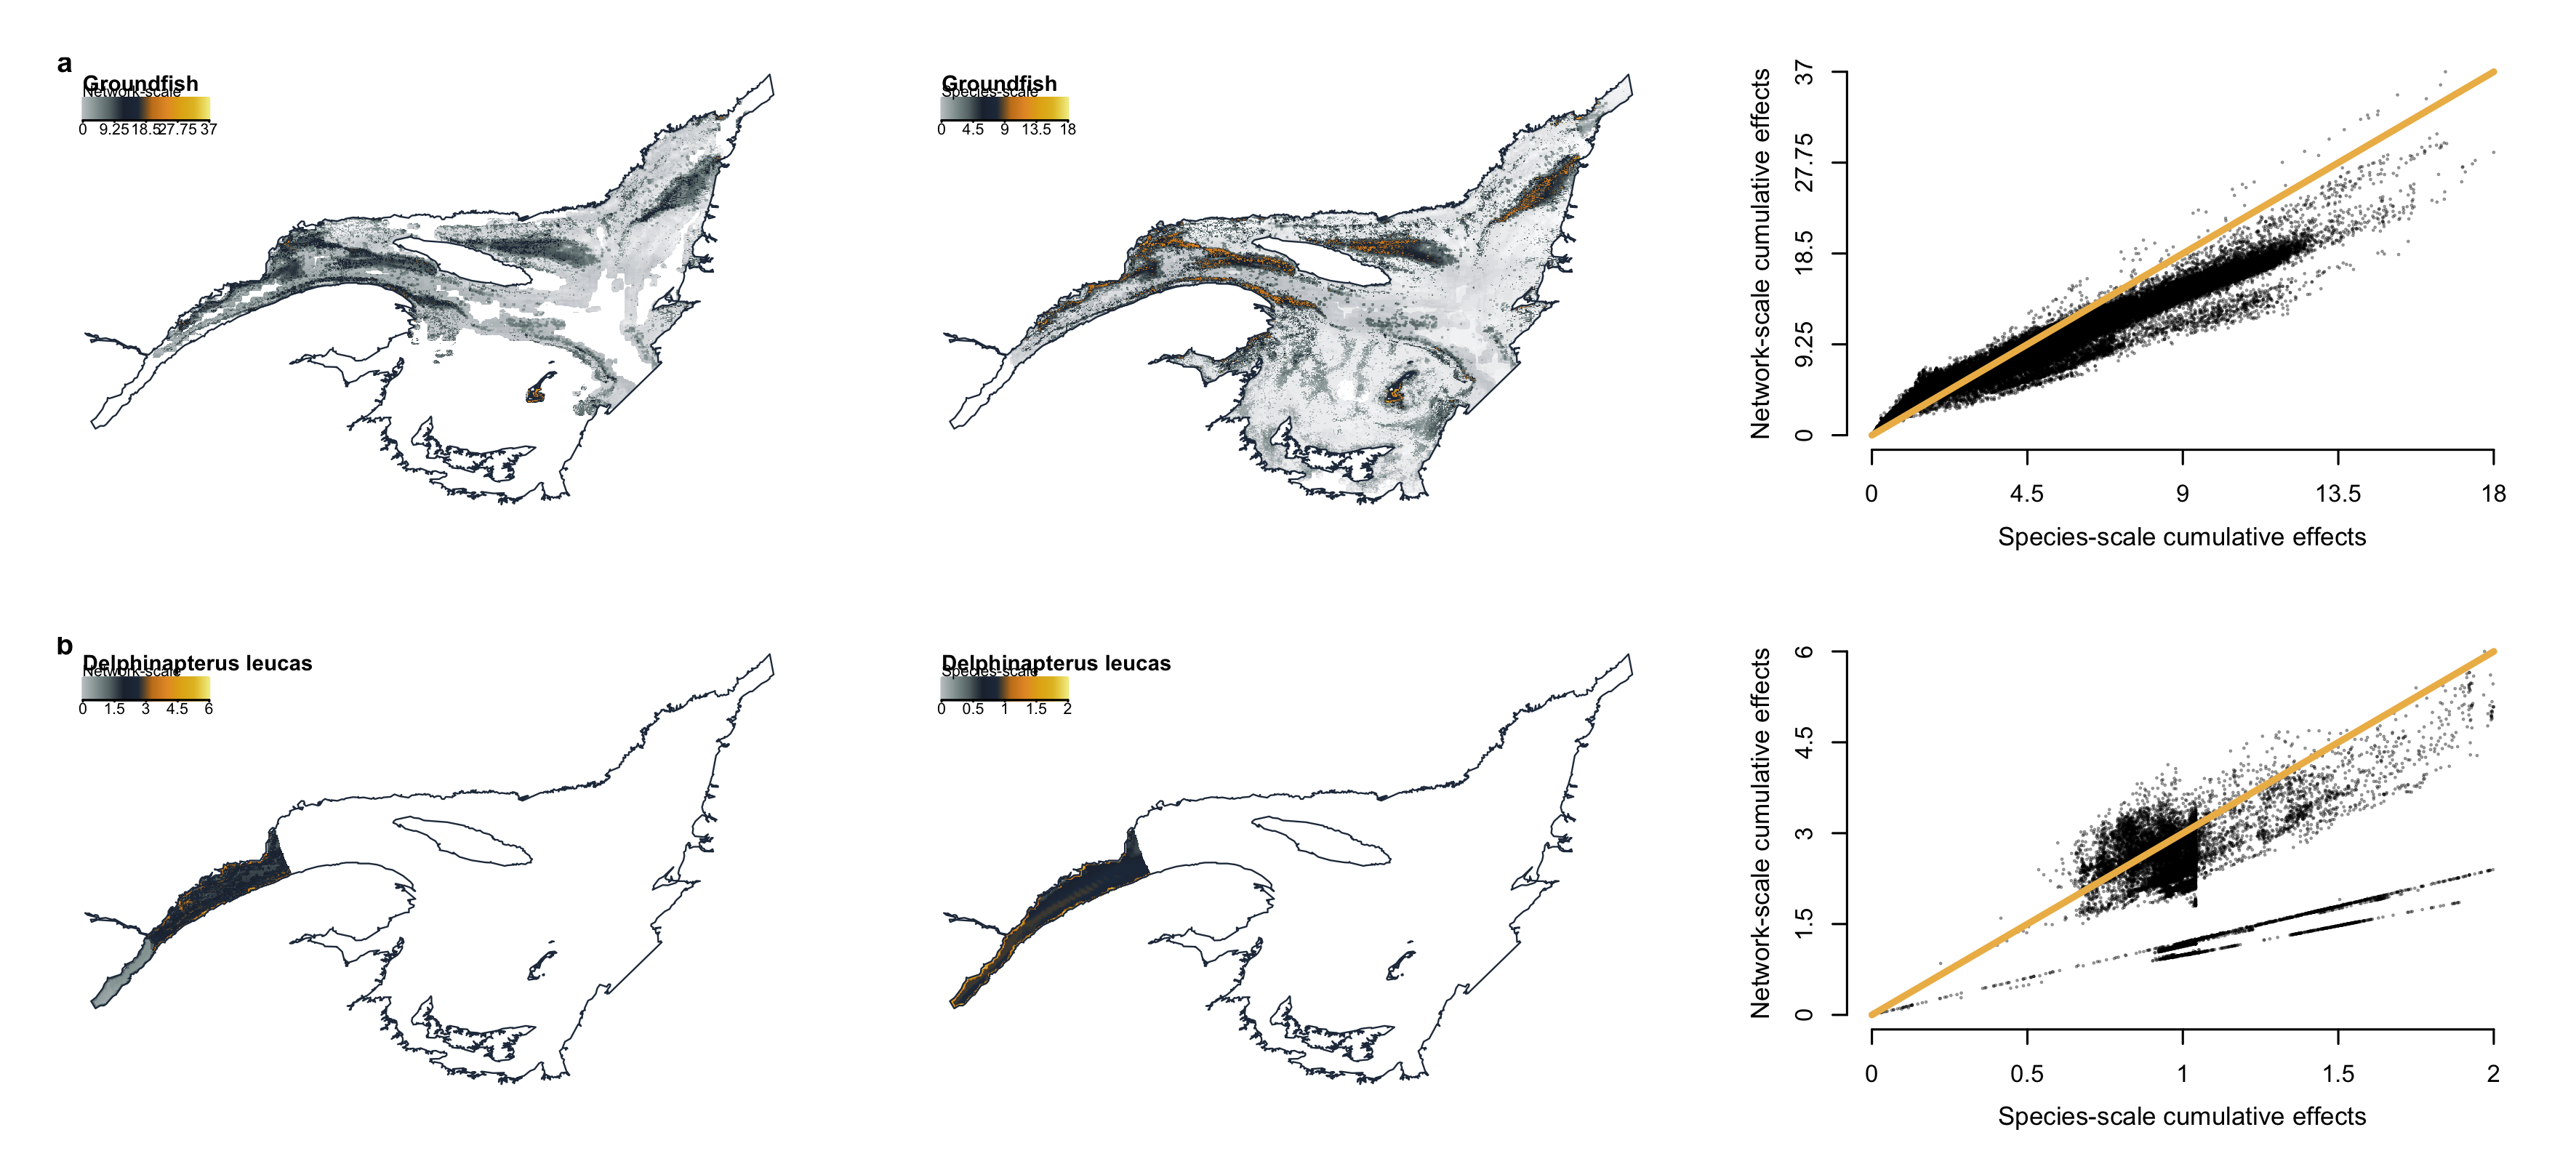 a
Groundfish
Network-scale
0 9.25 18.5 27.75 37
Groundfish
Species-scale
0 4.5 9 13.5 18
Network-scale cumulative effects
37
27.75
18.5
9.25
0
0 4.5 9 13.5 18
Species-scale cumulative effects
b
Delphinapterus leucas
Network-scale
0 1.5 3 4.5 6
Delphinapterus leucas
Species-scale
0 0.5 1 1.5 2
Network-scale cumulative effects
6
4.5
3
1.5
0
0 0.5 1 1.5 2
Species-scale cumulative effects